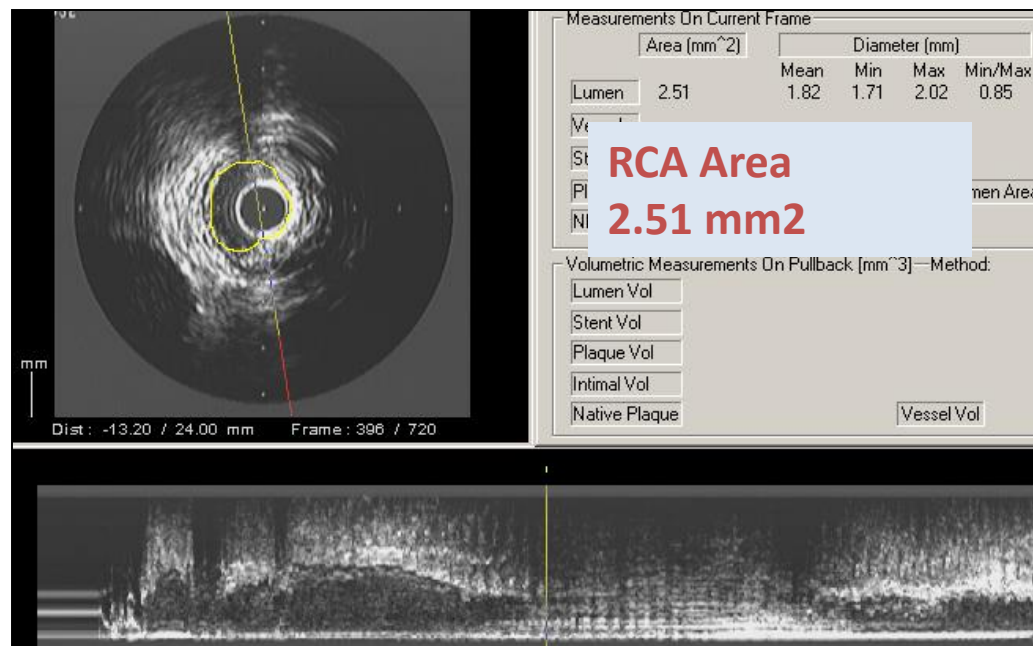 Measurements On Current Frame
Area (mm^2) Diameter (mm)
Mean Min Max Min/Max
Lumen 2.51 1.82 1.71 2.02 0.85
RCA Area
2.51 mm2
men Area
Volumetric Measurements On Pullback [mm^3] Method:
Lumen Vol
Stent Vol
Plaque Vol
Intimal Vol
Native Plaque Vessel Vol
mm
Dist : -13.20 / 24.00 mm Frame : 396 / 720